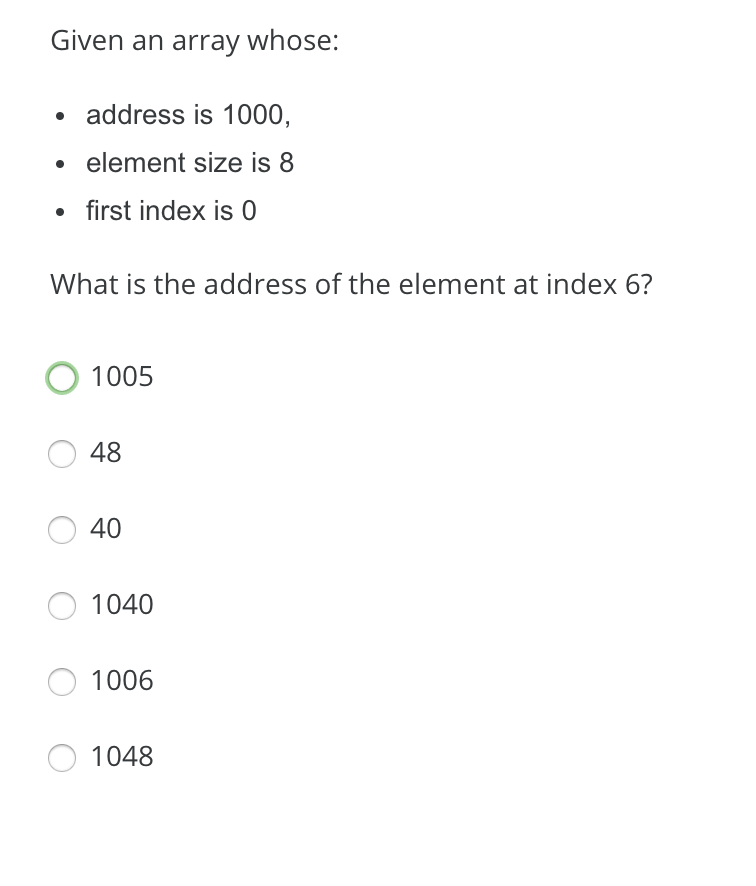 Given an array whose:
• address is 1000,
• element size is 8
• first index is 0
What is the address of the element at index 6?
1005
48
40
1040
1006
1048